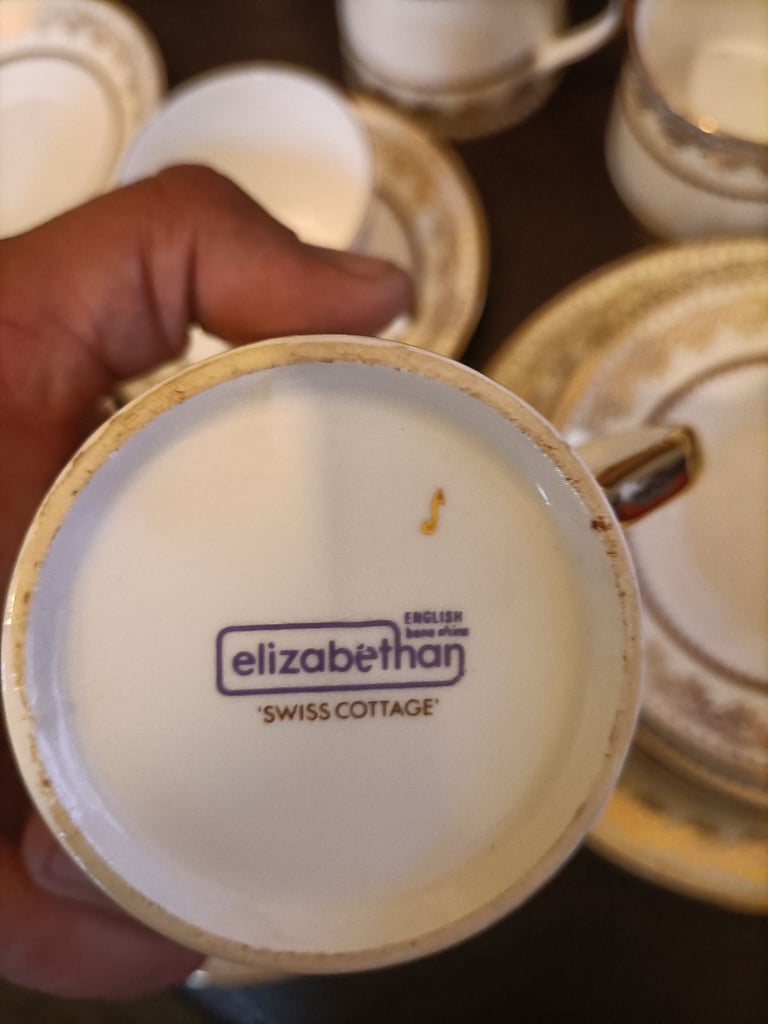 ENGLISH
bone china
elizabethan
'SWISS COTTAGE'